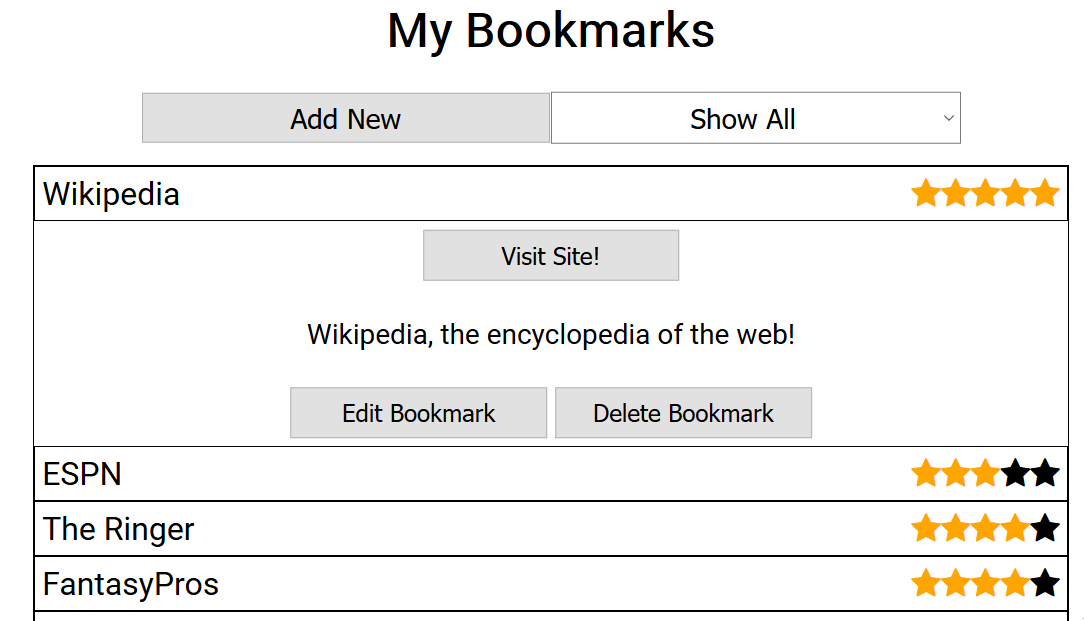 My Bookmarks
Add New
Show All
Wikipedia
Visit Site!
Wikipedia, the encyclopedia of the web!
Edit Bookmark
Delete Bookmark
ESPN
The Ringer
FantasyPros